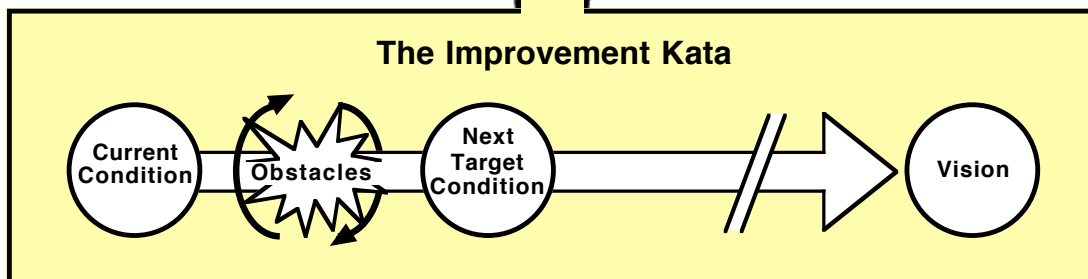 The Improvement Kata
Current
Condition
Obstacles
Next
Target
Condition
Vision